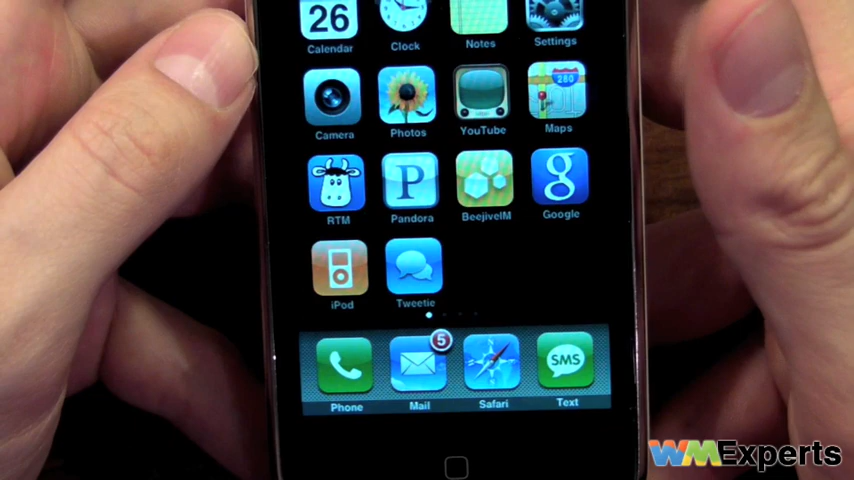 26
Calendar Clock Notes Settings
280
Camera Photos YouTube Maps
P g
RTM Pandora BeejiveIM Google
iPod Tweetie
5
SMS
Phone Mail Safari Text
WMExperts